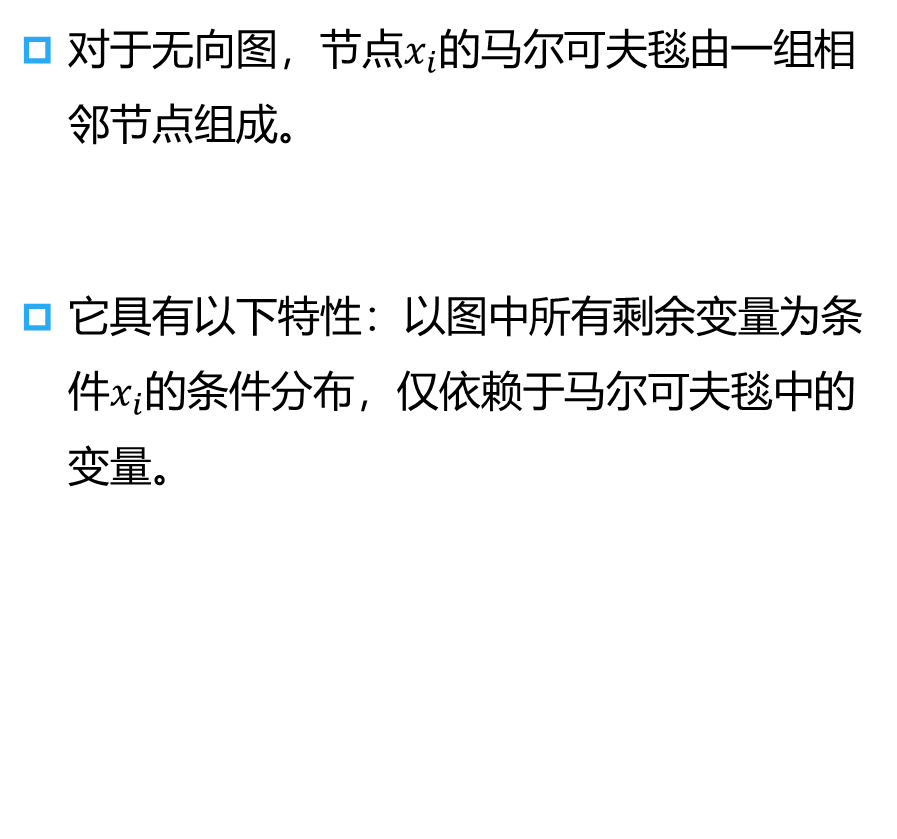 对于无向图，节点xᵢ的马尔可夫毯由一组相
邻节点组成。
它具有以下特性：以图中所有剩余变量为条
件xᵢ的条件分布，仅依赖于马尔可夫毯中的
变量。